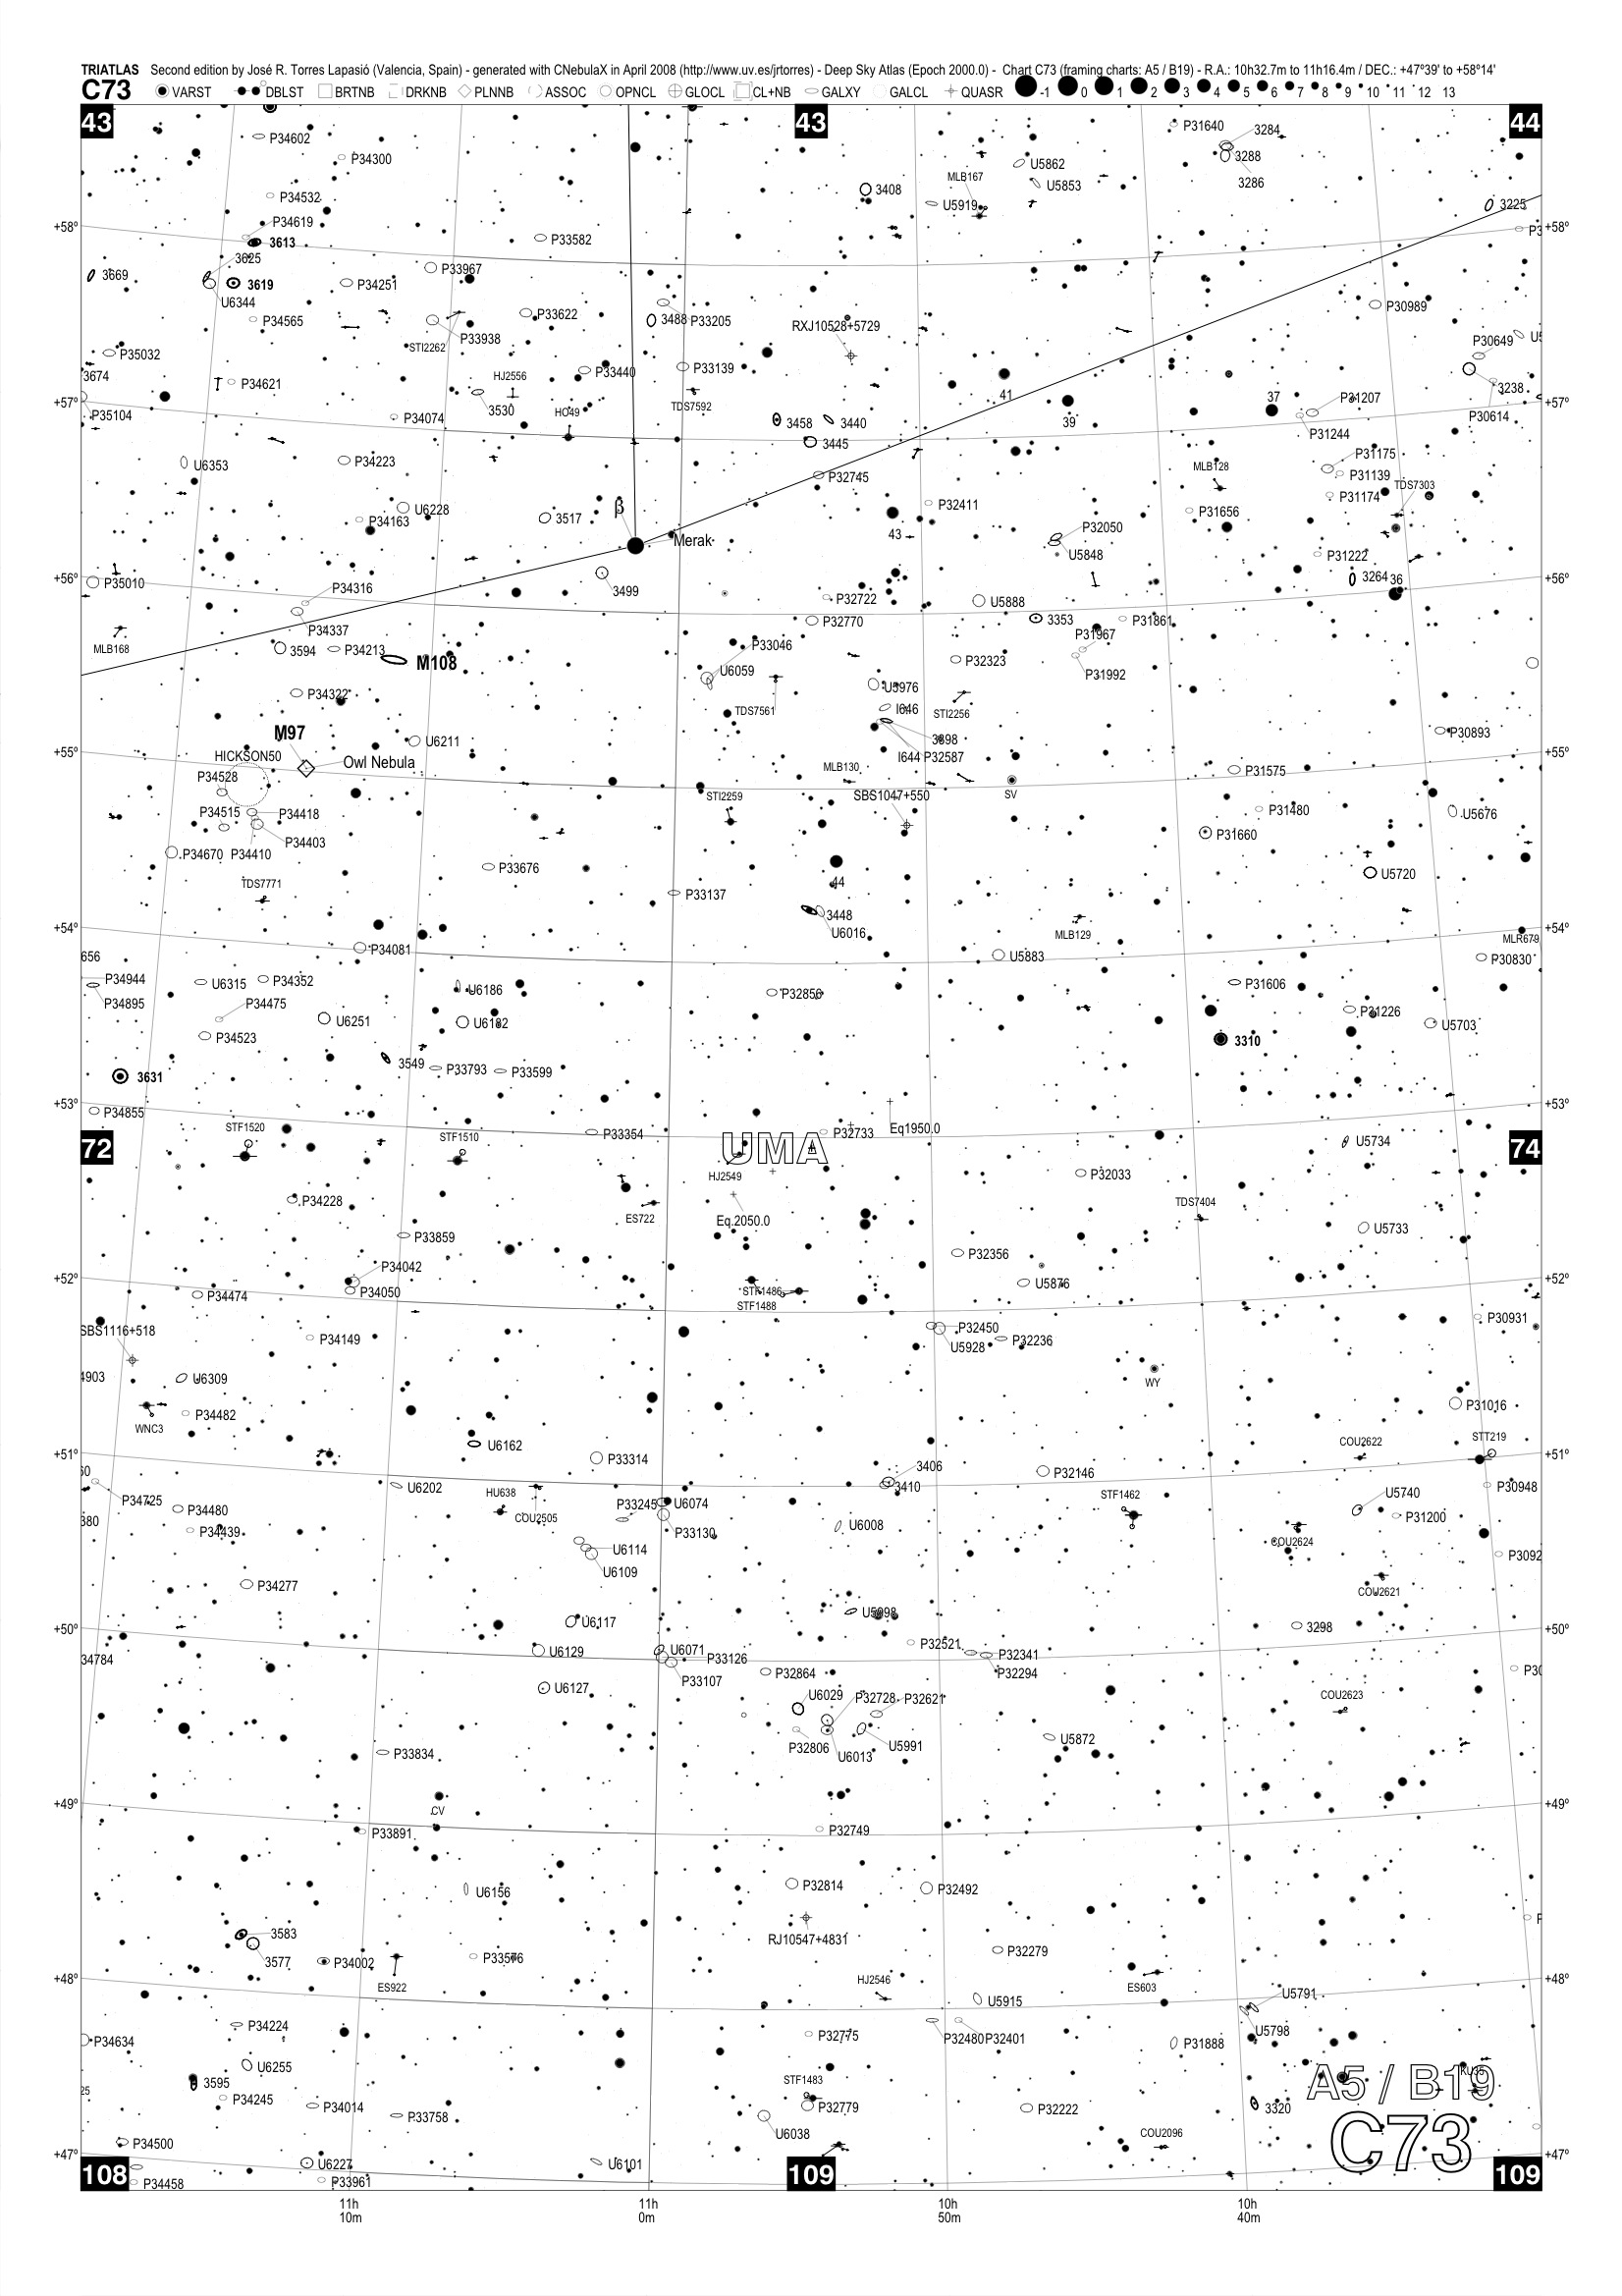 TRIATLAS Second edition by José R. Torres Lapasió (Valencia, Spain) - generated with CNebulaX in April 2008 (http://www.uv.es/jrtorres) - Deep Sky Atlas (Epoch 2000.0) - Chart C73 (framing charts: A5 / B19) - R.A.: 10h32.7m to 11h16.4m / DEC.: +47°39' to +58°14'
C73 VARST DBLST BRTNB DRKNB PLNNB ASSOC OPNCL GLOCL CL+NB GALXY GALCL QUASR -1 0 1 2 3 4 5 6 7 8 9 10 11 12 13
43 43 44
P34602 P31640 3284
P34300 U5862 3288
MLB167 U5853 3286
P34532 3408 U5919 3225
P34619
+58° 3613 P33582 +58°
3625 P33967
3669 3619 P34251
U6344 P30989
P34565 P33622 3488 P33205 RXJ10528+5729
STI2262 P33938 P30649
P35032 P33139
3674 P34621 HJ2556 P33440 3238
+57° P35104 P34074 3530 HO49 TDS7592 3458 3440 41 39 37 P31207 P30614 +57°
3445 P31244
U6353 P34223 P32745 MLB128 P31175
P31139
TDS7303
U6228 β P32411 P31174
P34163 3517 Merak 43 P32050 P31656
U5848 P31222
+56° P35010 P34316 3499 3264 36 +56°
P32722 U5888
P34337 P32770 3353 P31861
MLB168 3594 P34213 M108 P33046 P32323 P31967
U6059 P31992
P34322 U5976
TDS7561 I646 STI2256
M97 U6211 3398 P30893
+55° HICKSON50 Owl Nebula I644 P32587 +55°
P34528 MLB130 P31575
STI2259 SBS1047+550 SV
P34515 P34418 P31480 U5676
P34403 P31660
P34670 P34410
TDS7771 P33676 44 U5720
P33137
+54° 3448 +54°
U6016 MLB129 MLR679
656 P34081 U5883 P30830
P34944 U6315 P34352 U6186 P32853 P31606
P34895 P34475
P34523 U6251 U6182 P31226 U5703
3549 3310
3631 P33793 P33599
+53° P34855 +53°
STF1520 STF1510 P33354 P32733 Eq1950.0
72 UMA U5734 74
HJ2549 P32033
P34228 ES722 Eq.2050.0 TDS7404
P33859 U5733
P34042 P32356
+52° P34474 P34050 STF1486 U5876 +52°
STF1488 P30931
SBS1116+518 P34149 P32450
U5928 P32236
4903 U6309 WY
P34482 P31016
WNC3 U6162 COU2622 STT219
+51° P33314 3406 +51°
U6202 3410 P32146 P30948
P34725 P34480 HU638 P33245 U6074 STF1462 U5740
COU2505 P31200
380 P34439 P33130 U6008
U6114 COU2624 P3092
U6109 COU2621
P34277
+50° U6117 U5998 3298 +50°
U6129 U6071 P33126 P32521 P32341
34784 P33107 P32864 P32294 P30
U6127 U6029 P32728 P32621 COU2623
P33834 P32806 U6013 U5991 U5872
+49° CV +49°
P33891 P32749
U6156 P32814 P32492
3583 RJ10547+4831
3577 P34002 P33576 P32279
+48° ES922 HJ2546 ES603 +48°
U5915 U5791
P34224 P32775 P32480 P32401 U5798
P34634 P31888
U6255 STF1483 KU35
25 3595 A5 / B19
P34245 P34014 P33758 P32779 P32222 3320
U6038 COU2096 C73
+47° P34500 +47°
108 U6227 U6101 109 109
P34458 P33961
11h 11h 10h 10h
10m 0m 50m 40m